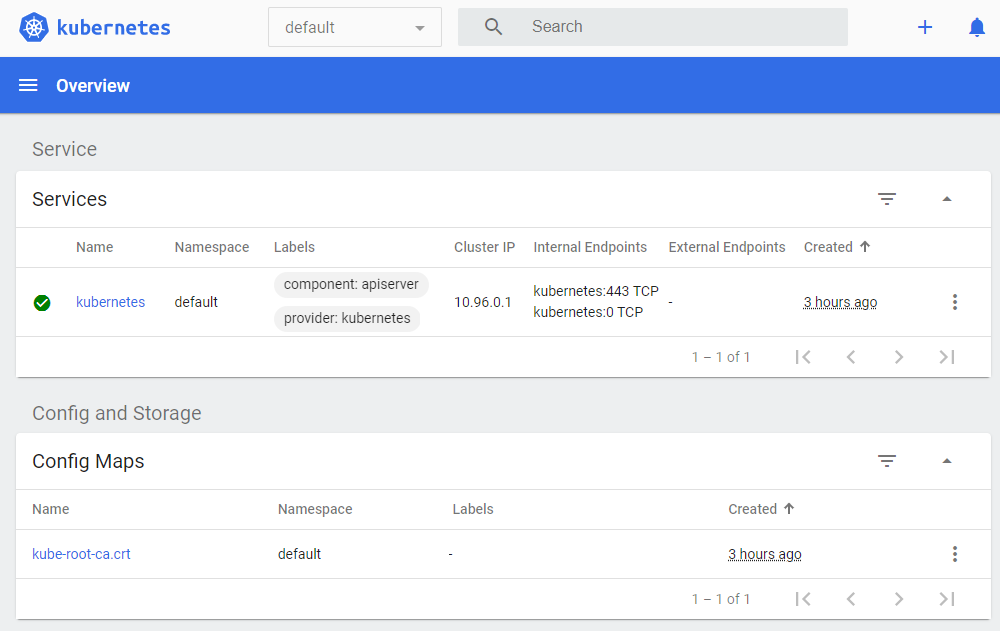 kubernetes
default
Search
Overview
Service
Services
Name Namespace Labels Cluster IP Internal Endpoints External Endpoints Created
kubernetes default component: apiserver provider: kubernetes 10.96.0.1 kubernetes:443 TCP kubernetes:0 TCP - 3 hours ago
1 – 1 of 1
Config and Storage
Config Maps
Name Namespace Labels Created
kube-root-ca.crt default - 3 hours ago
1 – 1 of 1